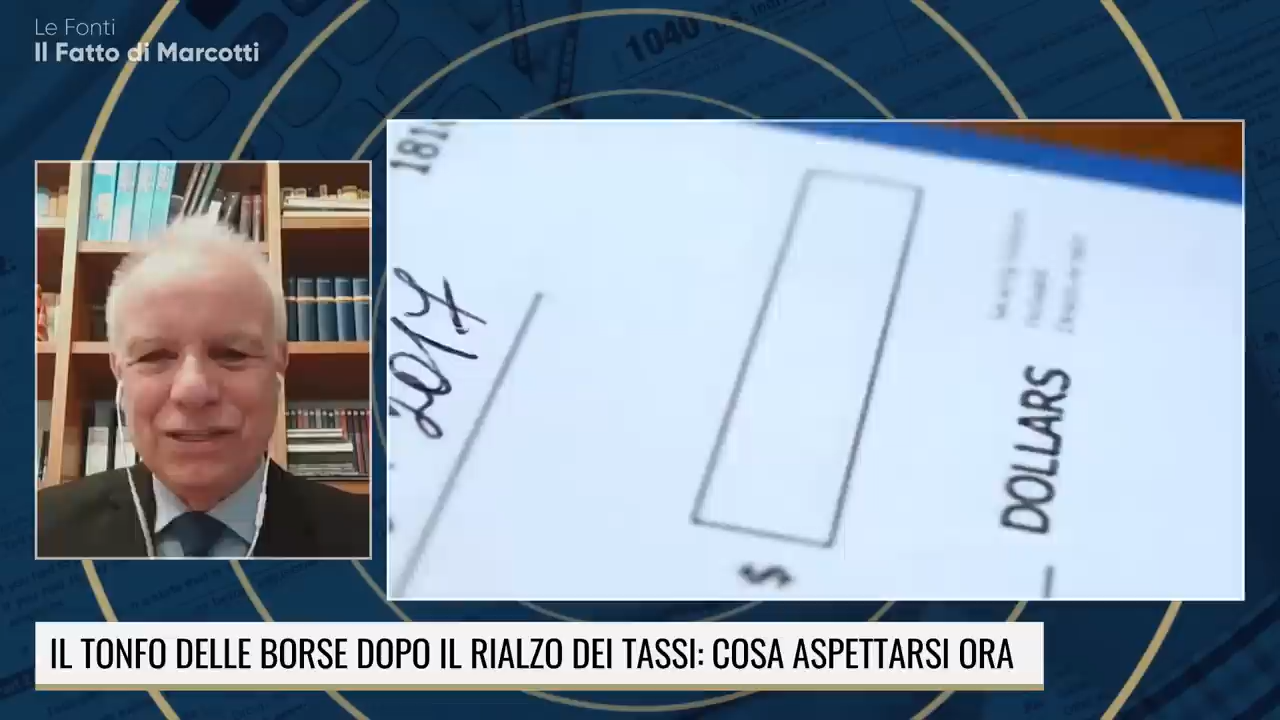 Le Fonti
Il Fatto di Marcotti
1040
2017
$
DOLLARS
IL TONFO DELLE BORSE DOPO IL RIALZO DEI TASSI: COSA ASPETTARSI ORA